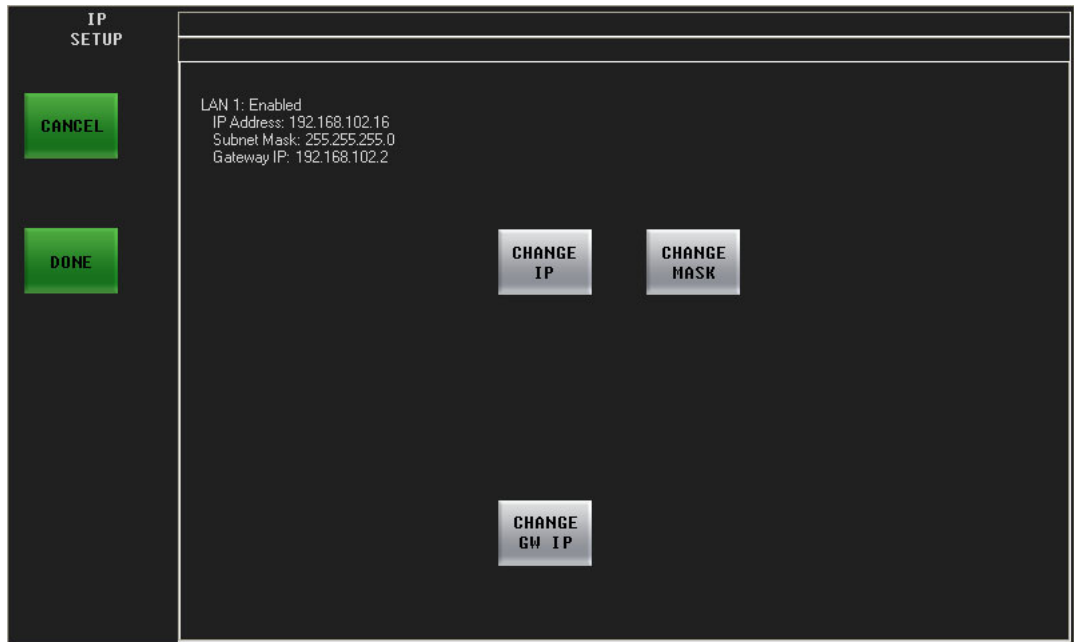 IP
SETUP
CANCEL
DONE
LAN 1: Enabled
IP Address: 192.168.102.16
Subnet Mask: 255.255.255.0
Gateway IP: 192.168.102.2
CHANGE
IP
CHANGE
MASK
CHANGE
GW IP